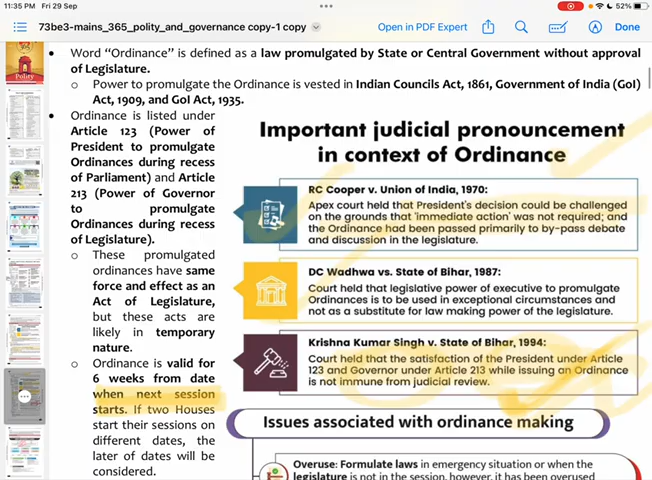 11:35 PM Fri 29 Sep
52%
73be3-mains_365_polity_and_governance copy-1 copy
Open in PDF Expert
Done
Polity
• Word “Ordinance” is defined as a law promulgated by State or Central Government without approval
of Legislature.
o Power to promulgate the Ordinance is vested in Indian Councils Act, 1861, Government of India (GoI)
Act, 1909, and GoI Act, 1935.
• Ordinance is listed under
Article 123 (Power of
President to promulgate
Ordinances during recess
of Parliament) and Article
213 (Power of Governor
to promulgate
Ordinances during recess
of Legislature).
o These promulgated
ordinances have same
force and effect as an
Act of Legislature,
but these acts are
likely in temporary
nature.
o Ordinance is valid for
6 weeks from date
when next session
starts. If two Houses
start their sessions on
different dates, the
later of dates will be
considered.
Important judicial pronouncement
in context of Ordinance
RC Cooper v. Union of India, 1970:
Apex court held that President's decision could be challenged
on the grounds that 'immediate action' was not required; and
the Ordinance had been passed primarily to by-pass debate
and discussion in the legislature.
DC Wadhwa vs. State of Bihar, 1987:
Court held that legislative power of executive to promulgate
Ordinances is to be used in exceptional circumstances and
not as a substitute for law making power of the legislature.
Krishna Kumar Singh v. State of Bihar, 1994:
Court held that the satisfaction of the President under Article
123 and Governor under Article 213 while issuing an Ordinance
is not immune from judicial review.
Issues associated with ordinance making
Overuse: Formulate laws in emergency situation or when the
legislature is not in the session, however, it has been overused